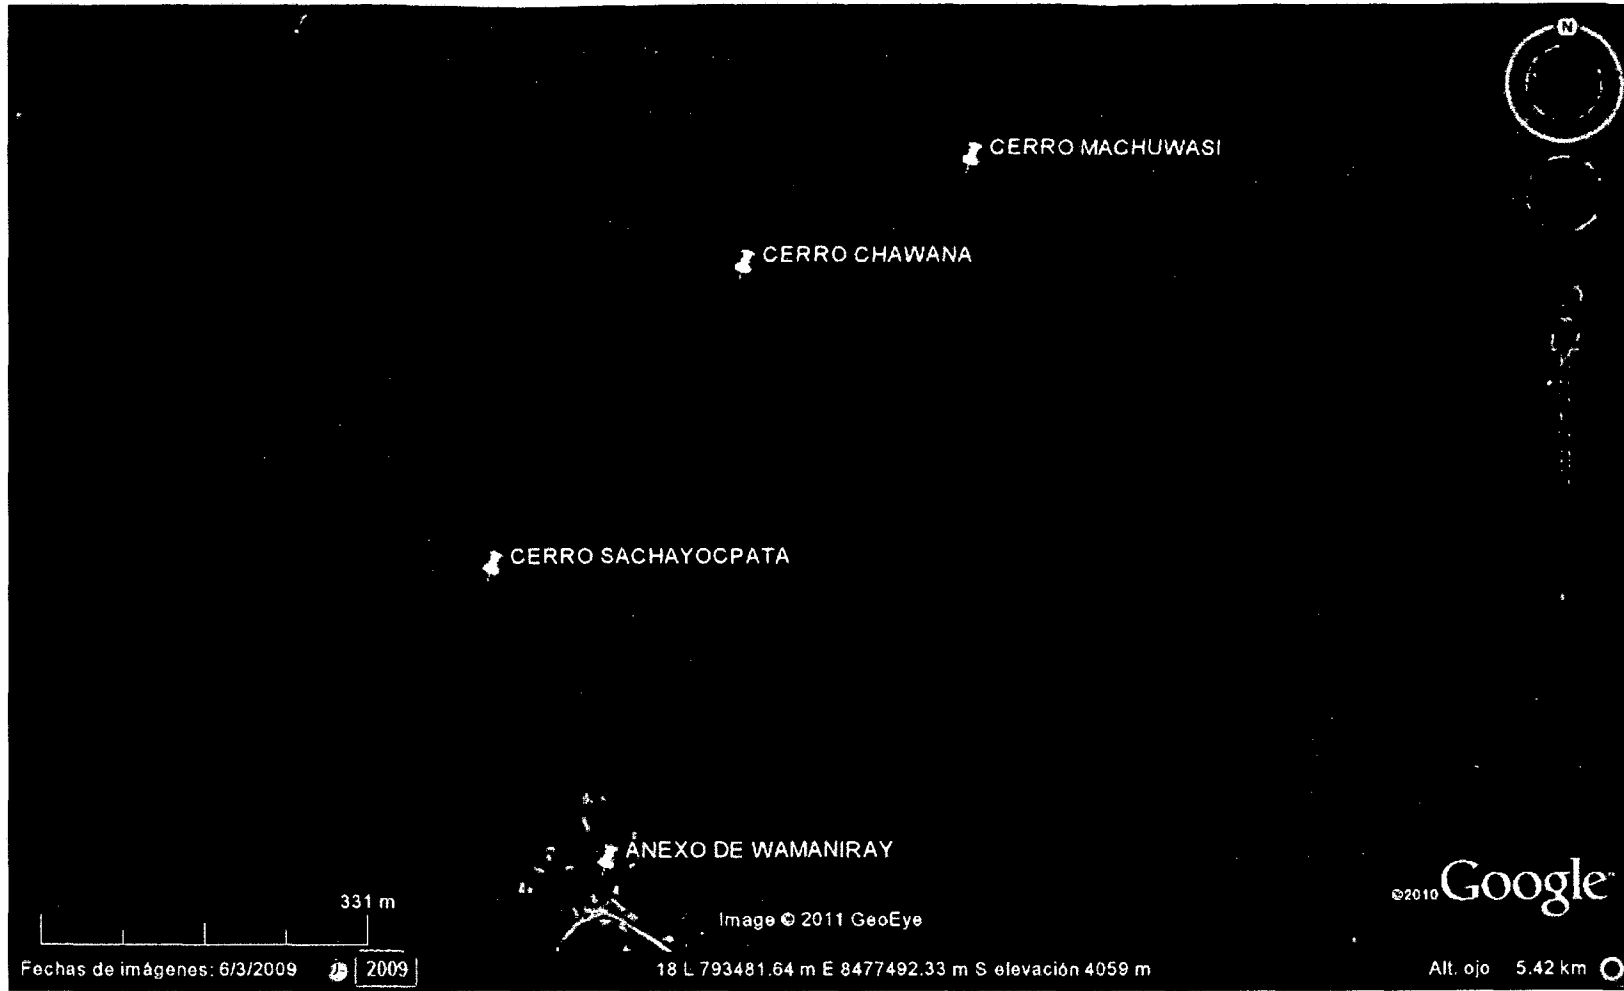 N
CERRO MACHUWASI
CERRO CHAWANA
CERRO SACHAYOCPATA
ANEXO DE WAMANIRAY
331 m
©2010 Google™
Image © 2011 GeoEye
Fechas de imágenes: 6/3/2009 2009 18 L 793481.64 m E 8477492.33 m S elevación 4059 m Alt. ojo 5.42 km